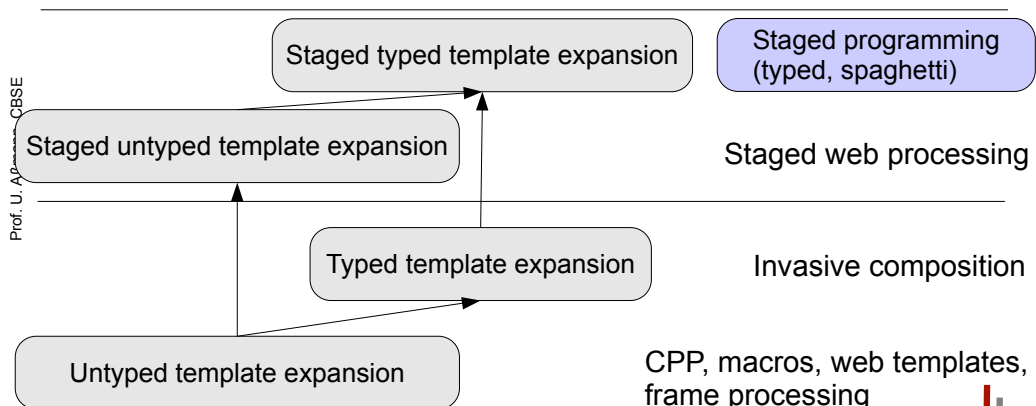 Staged typed template expansion
Staged programming
(typed, spaghetti)
Prof. U. Aßmann, CBSE
Staged untyped template expansion
Staged web processing
Typed template expansion
Invasive composition
Untyped template expansion
CPP, macros, web templates,
frame processing